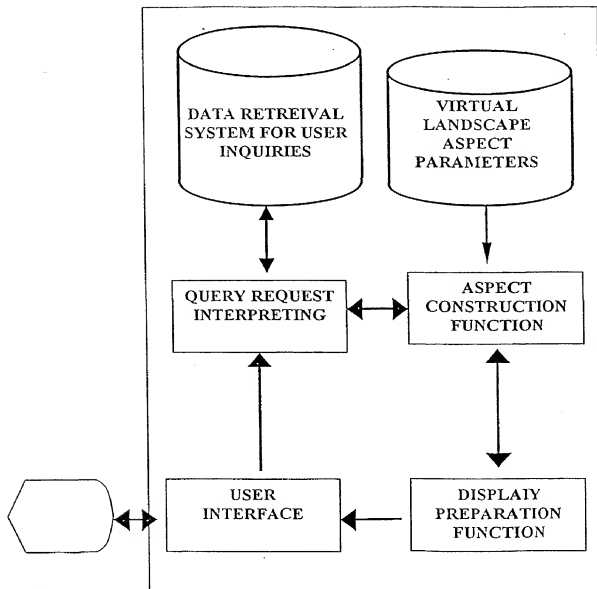 DATA RETREIVAL
SYSTEM FOR USER
INQUIRIES
VIRTUAL
LANDSCAPE
ASPECT
PARAMETERS
QUERY REQUEST
INTERPRETING
ASPECT
CONSTRUCTION
FUNCTION
USER
INTERFACE
DISPLAIY
PREPARATION
FUNCTION